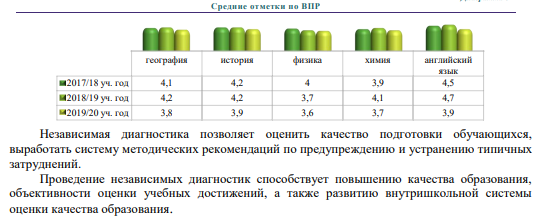 Средние отметки по ВПР
география история физика химия английский
язык
2017/18 уч. год 4,1 4,2 4 3,9 4,5
2018/19 уч. год 4,2 4,2 3,7 4,1 4,7
2019/20 уч. год 3,8 3,9 3,6 3,7 3,9
Независимая диагностика позволяет оценить качество подготовки обучающихся,
выработать систему методических рекомендаций по предупреждению и устранению типичных
затруднений.
Проведение независимых диагностик способствует повышению качества образования,
объективности оценки учебных достижений, а также развитию внутришкольной системы
оценки качества образования.